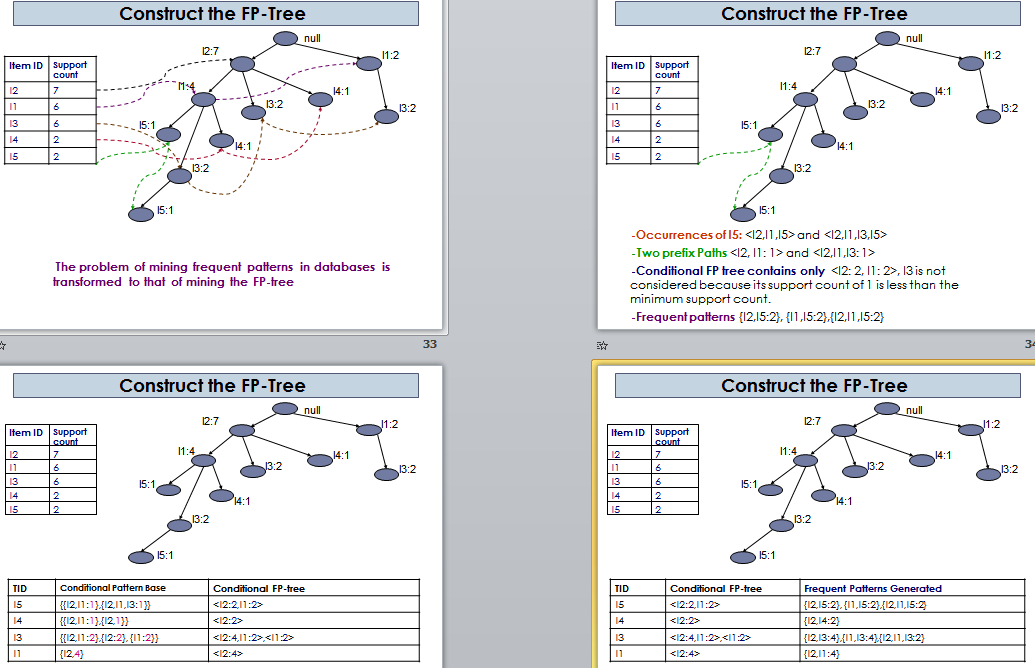 Construct the FP-Tree
null
I2:7
I1:2
Item ID Support count
I2 7
I1 6
I3 6
I4 2
I5 2
I1:4
I3:2
I4:1
I3:2
I5:1
I4:1
I3:2
I5:1
The problem of mining frequent patterns in databases is
transformed to that of mining the FP-tree
33
Construct the FP-Tree
null
I2:7
I1:2
Item ID Support count
I2 7
I1 6
I3 6
I4 2
I5 2
I1:4
I3:2
I4:1
I3:2
I5:1
I4:1
I3:2
I5:1
-Occurrences of I5: <I2,I1,I5> and <I2,I1,I3,I5>
-Two prefix Paths <I2, I1: 1> and <I2,I1,I3: 1>
-Conditional FP tree contains only <I2: 2, I1: 2>, I3 is not
considered because its support count of 1 is less than the
minimum support count.
-Frequent patterns {I2,I5:2}, {I1,I5:2},{I2,I1,I5:2}
34
Construct the FP-Tree
null
I2:7
I1:2
Item ID Support count
I2 7
I1 6
I3 6
I4 2
I5 2
I1:4
I3:2
I4:1
I3:2
I5:1
I4:1
I3:2
I5:1
TID Conditional Pattern Base Conditional FP-tree
I5 {{I2,I1:1},{I2,I1,I3:1}} <I2:2,I1:2>
I4 {{I2,I1:1},{I2,1}} <I2:2>
I3 {{I2,I1:2},{I2:2}, {I1:2}} <I2:4,I1:2>,<I1:2>
I1 {I2,4} <I2:4>
Construct the FP-Tree
null
I2:7
I1:2
Item ID Support count
I2 7
I1 6
I3 6
I4 2
I5 2
I1:4
I3:2
I4:1
I3:2
I5:1
I4:1
I3:2
I5:1
TID Conditional FP-tree Frequent Patterns Generated
I5 <I2:2,I1:2> {I2,I5:2}, {I1,I5:2},{I2,I1,I5:2}
I4 <I2:2> {I2,I4:2}
I3 <I2:4,I1:2>,<I1:2> {I2,I3:4},{I1,I3:4},{I2,I1,I3:2}
I1 <I2:4> {I2,I1:4}